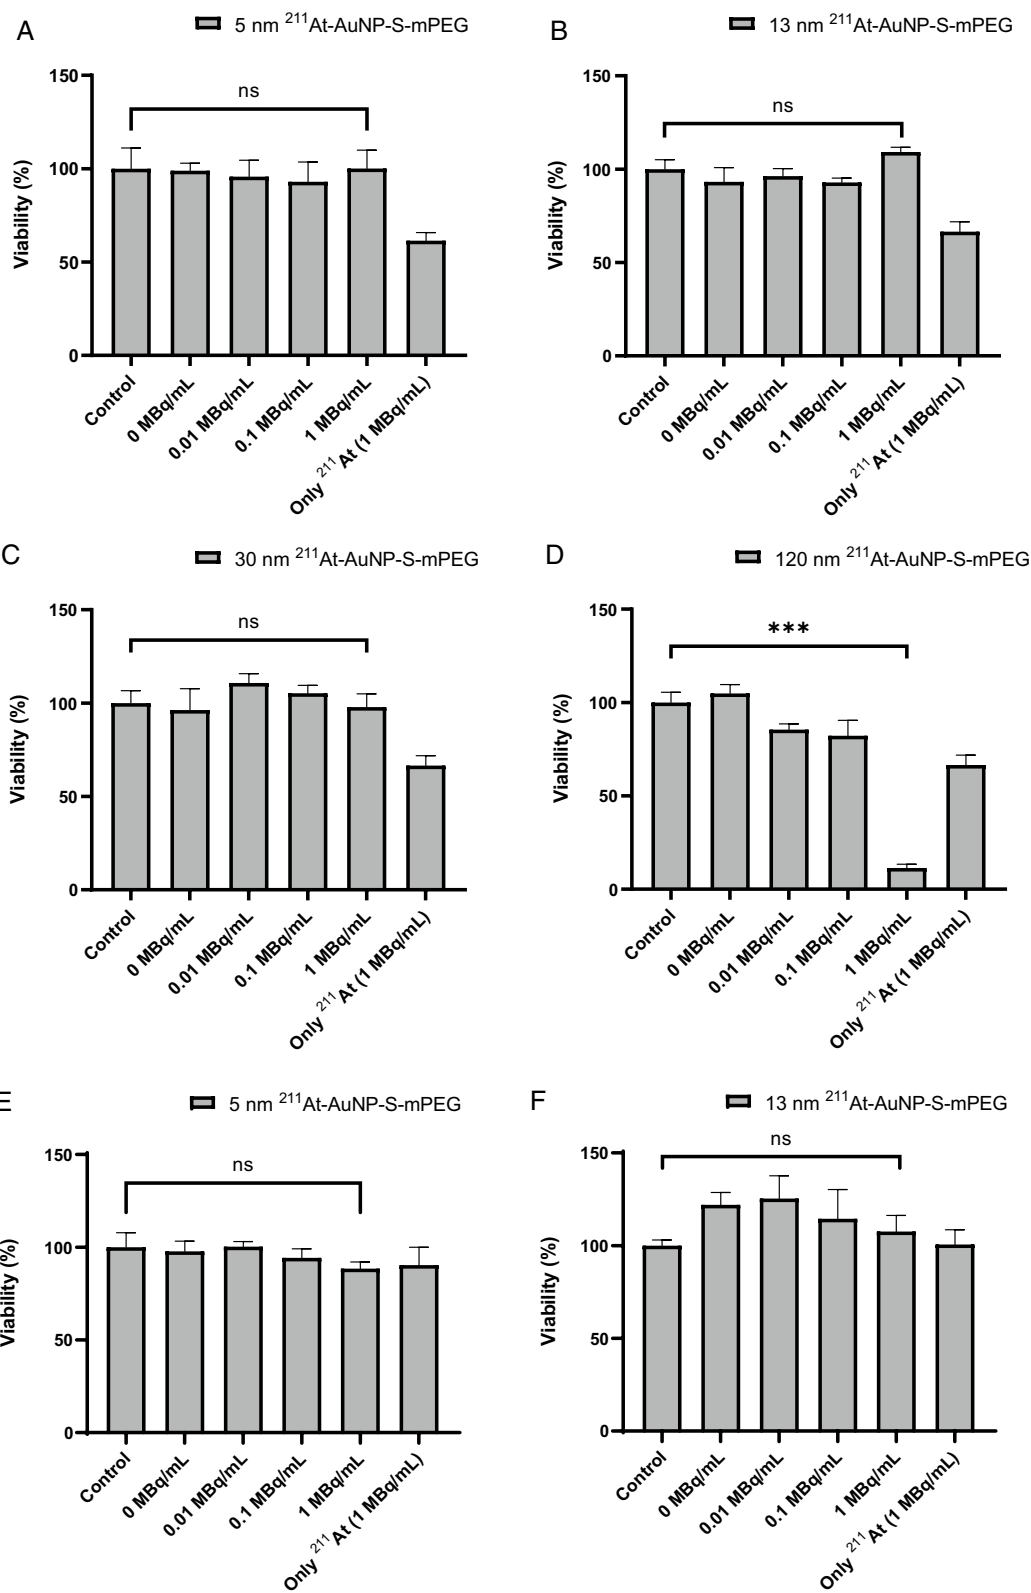 A
5 nm ²¹¹At-AuNP-S-mPEG
ns
150
100
50
0
Viability (%)
Control
0 MBq/mL
0.01 MBq/mL
0.1 MBq/mL
1 MBq/mL
Only ²¹¹At (1 MBq/mL)
B
13 nm ²¹¹At-AuNP-S-mPEG
ns
150
100
50
0
Viability (%)
Control
0 MBq/mL
0.01 MBq/mL
0.1 MBq/mL
1 MBq/mL
Only ²¹¹At (1 MBq/mL)
C
30 nm ²¹¹At-AuNP-S-mPEG
ns
150
100
50
0
Viability (%)
Control
0 MBq/mL
0.01 MBq/mL
0.1 MBq/mL
1 MBq/mL
Only ²¹¹At (1 MBq/mL)
D
120 nm ²¹¹At-AuNP-S-mPEG
***
150
100
50
0
Viability (%)
Control
0 MBq/mL
0.01 MBq/mL
0.1 MBq/mL
1 MBq/mL
Only ²¹¹At (1 MBq/mL)
E
5 nm ²¹¹At-AuNP-S-mPEG
ns
150
100
50
0
Viability (%)
Control
0 MBq/mL
0.01 MBq/mL
0.1 MBq/mL
1 MBq/mL
Only ²¹¹At (1 MBq/mL)
F
13 nm ²¹¹At-AuNP-S-mPEG
ns
150
100
50
0
Viability (%)
Control
0 MBq/mL
0.01 MBq/mL
0.1 MBq/mL
1 MBq/mL
Only ²¹¹At (1 MBq/mL)